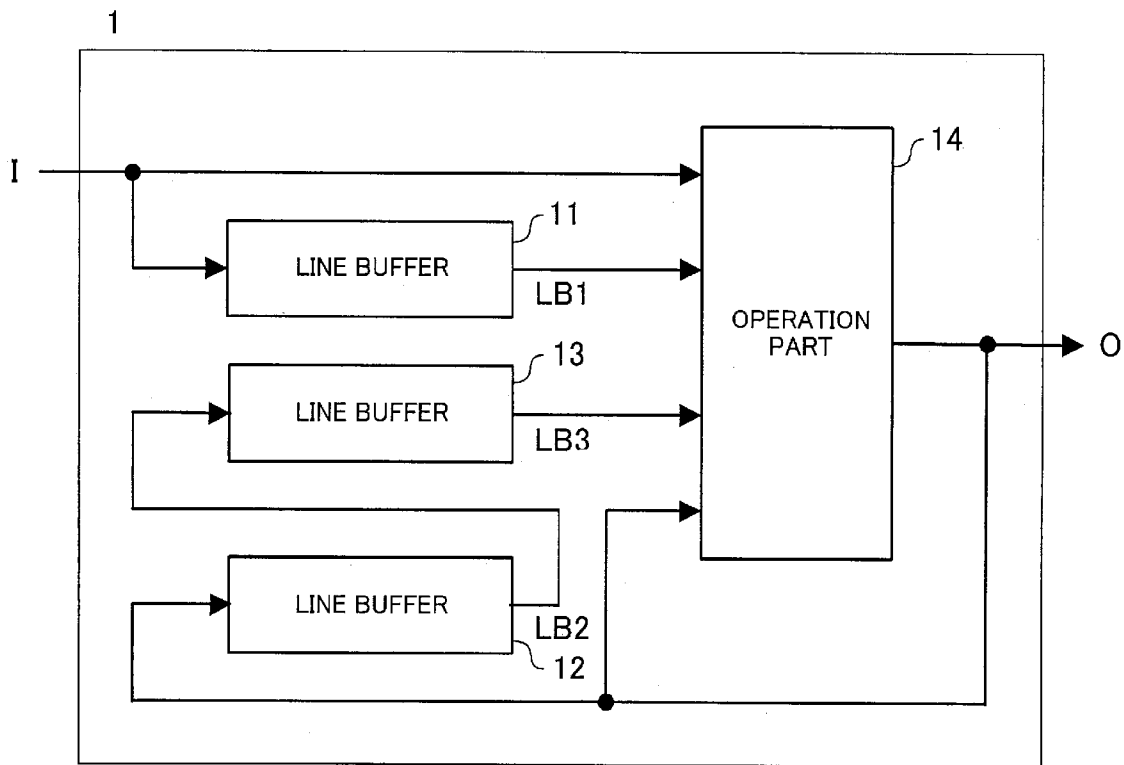 1
I
14
11
LINE BUFFER
LB1
OPERATION
PART
O
13
LINE BUFFER
LB3
LINE BUFFER
LB2
12